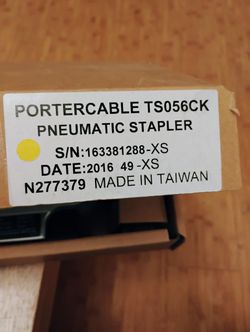 PORTERCABLE TS056CK
PNEUMATIC STAPLER
S/N:163381288-XS
DATE:2016 49-XS
N277379 MADE IN TAIWAN